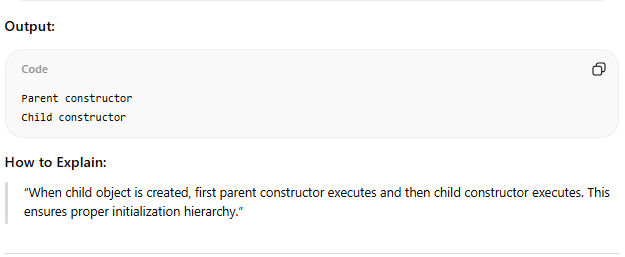 Output:
Code
Parent constructor
Child constructor
How to Explain:
“When child object is created, first parent constructor executes and then child constructor executes. This
ensures proper initialization hierarchy.”